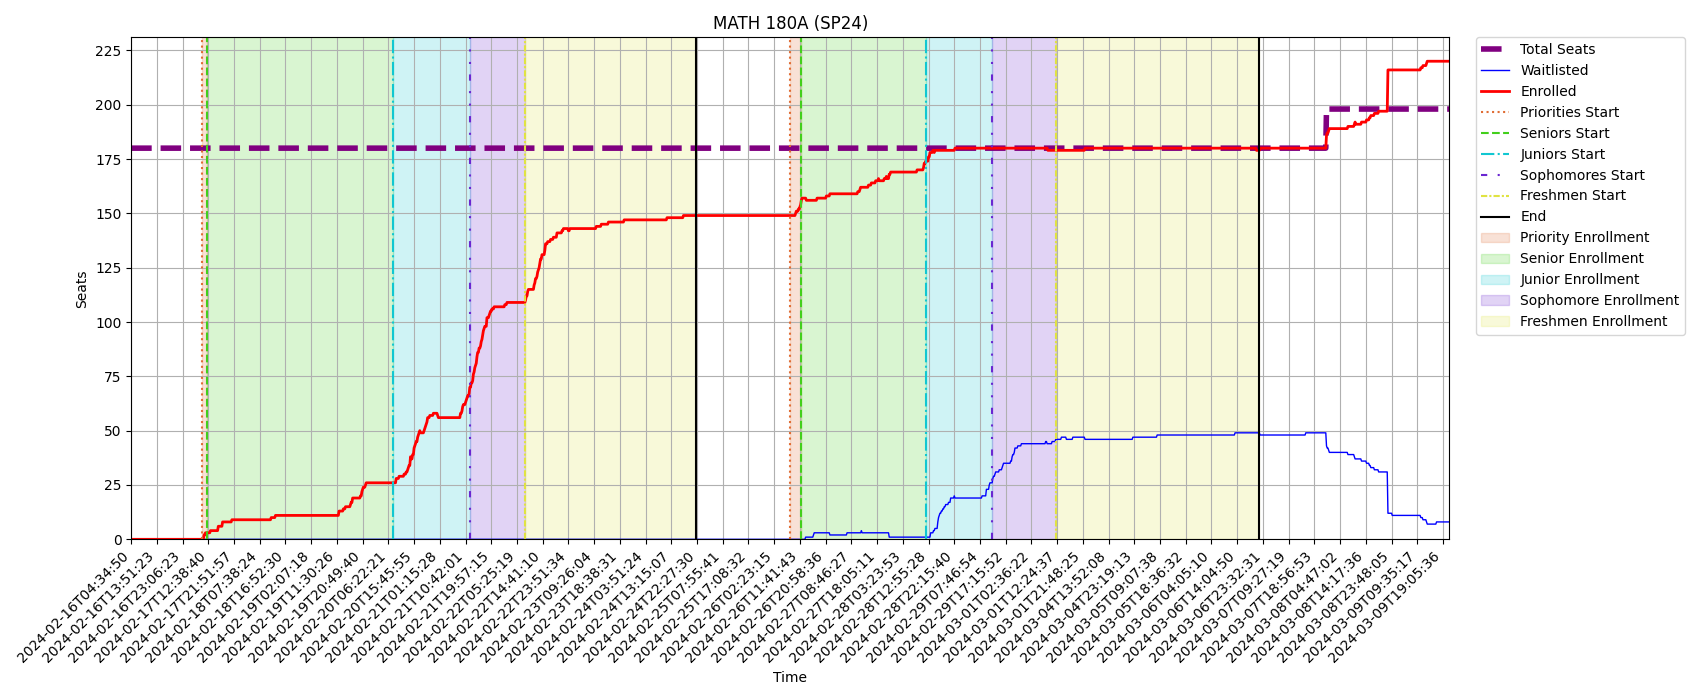 MATH 180A (SP24)
225
200
175
150
125
100
75
50
25
0
Seats
2024-02-16T04:34:50
2024-02-16T13:51:23
2024-02-16T23:06:23
2024-02-17T12:38:40
2024-02-17T21:51:57
2024-02-18T07:38:24
2024-02-18T16:52:30
2024-02-19T02:07:18
2024-02-19T11:30:26
2024-02-19T20:49:40
2024-02-20T06:22:21
2024-02-20T15:45:55
2024-02-21T01:15:28
2024-02-21T10:42:01
2024-02-21T19:57:15
2024-02-22T05:25:19
2024-02-22T14:41:10
2024-02-22T23:51:34
2024-02-23T09:26:04
2024-02-23T18:38:31
2024-02-24T03:51:24
2024-02-24T13:15:07
2024-02-24T22:27:30
2024-02-25T07:55:41
2024-02-25T17:08:32
2024-02-26T02:23:15
2024-02-26T11:41:43
2024-02-26T20:58:36
2024-02-27T08:46:27
2024-02-27T18:05:11
2024-02-28T03:23:53
2024-02-28T12:55:28
2024-02-28T22:15:40
2024-02-29T07:46:54
2024-02-29T17:15:52
2024-03-01T02:36:22
2024-03-01T12:24:37
2024-03-01T21:48:25
2024-03-04T13:52:08
2024-03-04T23:19:13
2024-03-05T09:07:38
2024-03-05T18:36:32
2024-03-06T04:05:10
2024-03-06T14:04:50
2024-03-06T23:32:31
2024-03-07T09:27:19
2024-03-07T18:56:53
2024-03-08T04:47:02
2024-03-08T14:17:36
2024-03-08T23:48:05
2024-03-09T09:35:17
2024-03-09T19:05:36
Time
Total Seats
Waitlisted
Enrolled
Priorities Start
Seniors Start
Juniors Start
Sophomores Start
Freshmen Start
End
Priority Enrollment
Senior Enrollment
Junior Enrollment
Sophomore Enrollment
Freshmen Enrollment